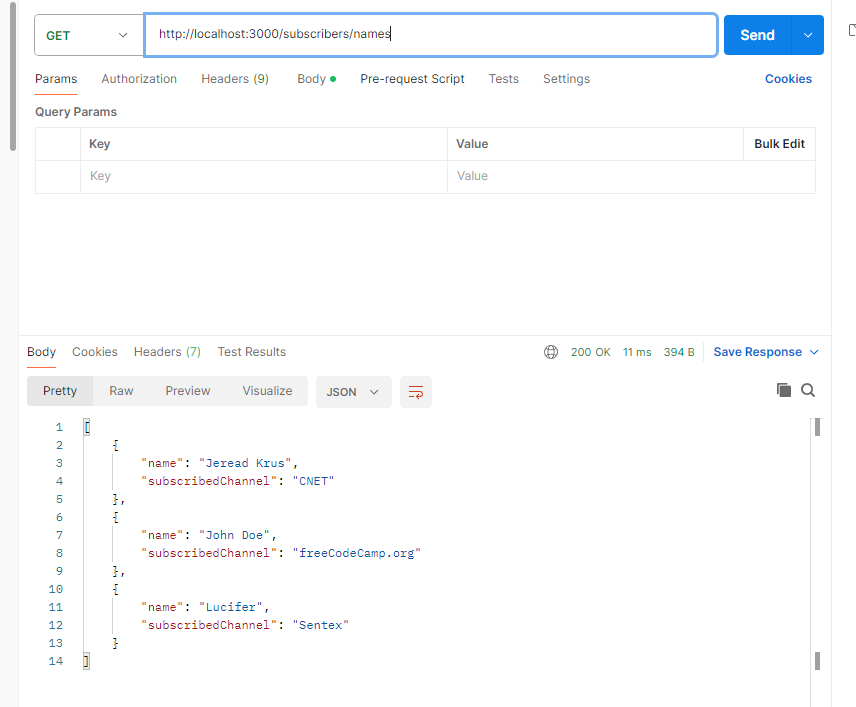 GET http://localhost:3000/subscribers/names Send
Params Authorization Headers (9) Body Pre-request Script Tests Settings Cookies
Query Params
Key Value Bulk Edit
Key Value
Body Cookies Headers (7) Test Results 200 OK 11 ms 394 B Save Response
Pretty Raw Preview Visualize JSON
1 [
2 {
3 "name": "Jeread Krus",
4 "subscribedChannel": "CNET"
5 },
6 {
7 "name": "John Doe",
8 "subscribedChannel": "freeCodeCamp.org"
9 },
10 {
11 "name": "Lucifer",
12 "subscribedChannel": "Sentex"
13 }
14 ]